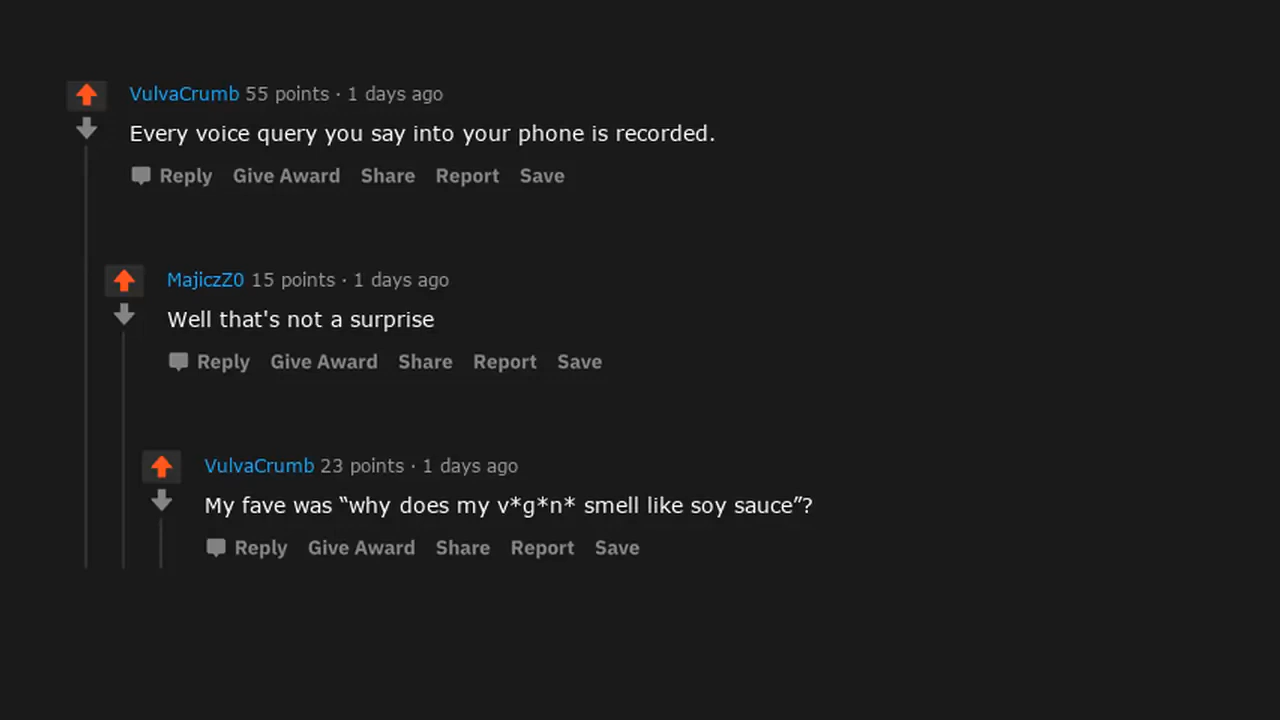 VulvaCrumb 55 points · 1 days ago
Every voice query you say into your phone is recorded.
Reply Give Award Share Report Save
MajiczZ0 15 points · 1 days ago
Well that's not a surprise
Reply Give Award Share Report Save
VulvaCrumb 23 points · 1 days ago
My fave was “why does my v*g*n* smell like soy sauce”?
Reply Give Award Share Report Save